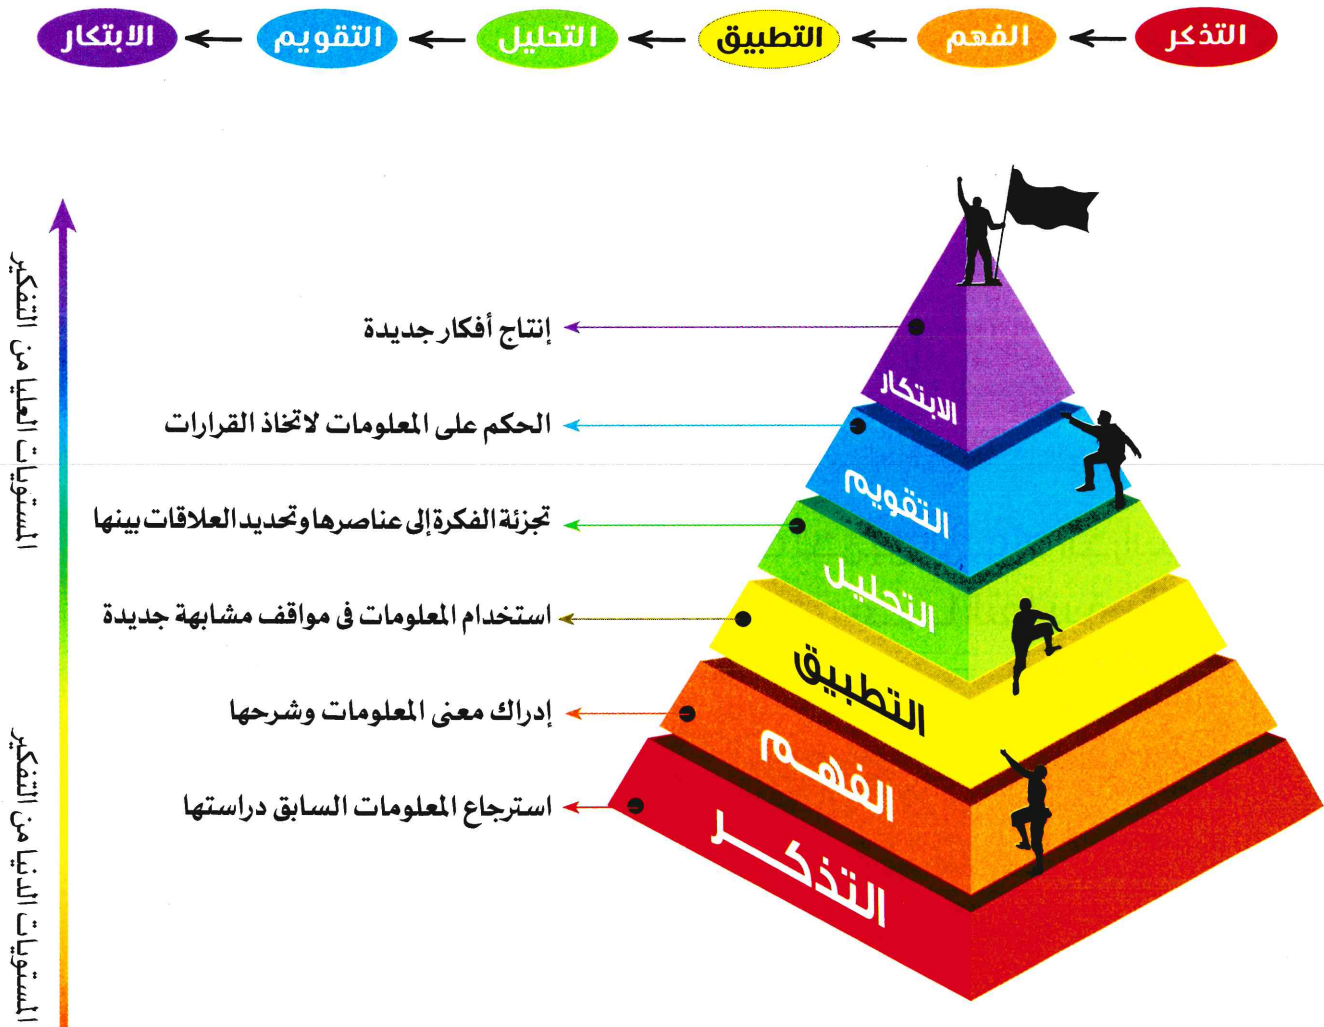 التذكر ← الفهم ← التطبيق ← التحليل ← التقويم ← الابتكار
الابتكار
إنتاج أفكار جديدة
التقويم
الحكم على المعلومات لاتخاذ القرارات
التحليل
تجزئة الفكرة إلى عناصرها وتحديد العلاقات بينها
التطبيق
استخدام المعلومات فى مواقف مشابهة جديدة
الفهم
إدراك معنى المعلومات وشرحها
التذكر
استرجاع المعلومات السابق دراستها
المستويات العليا من التفكير
المستويات الدنيا من التفكير